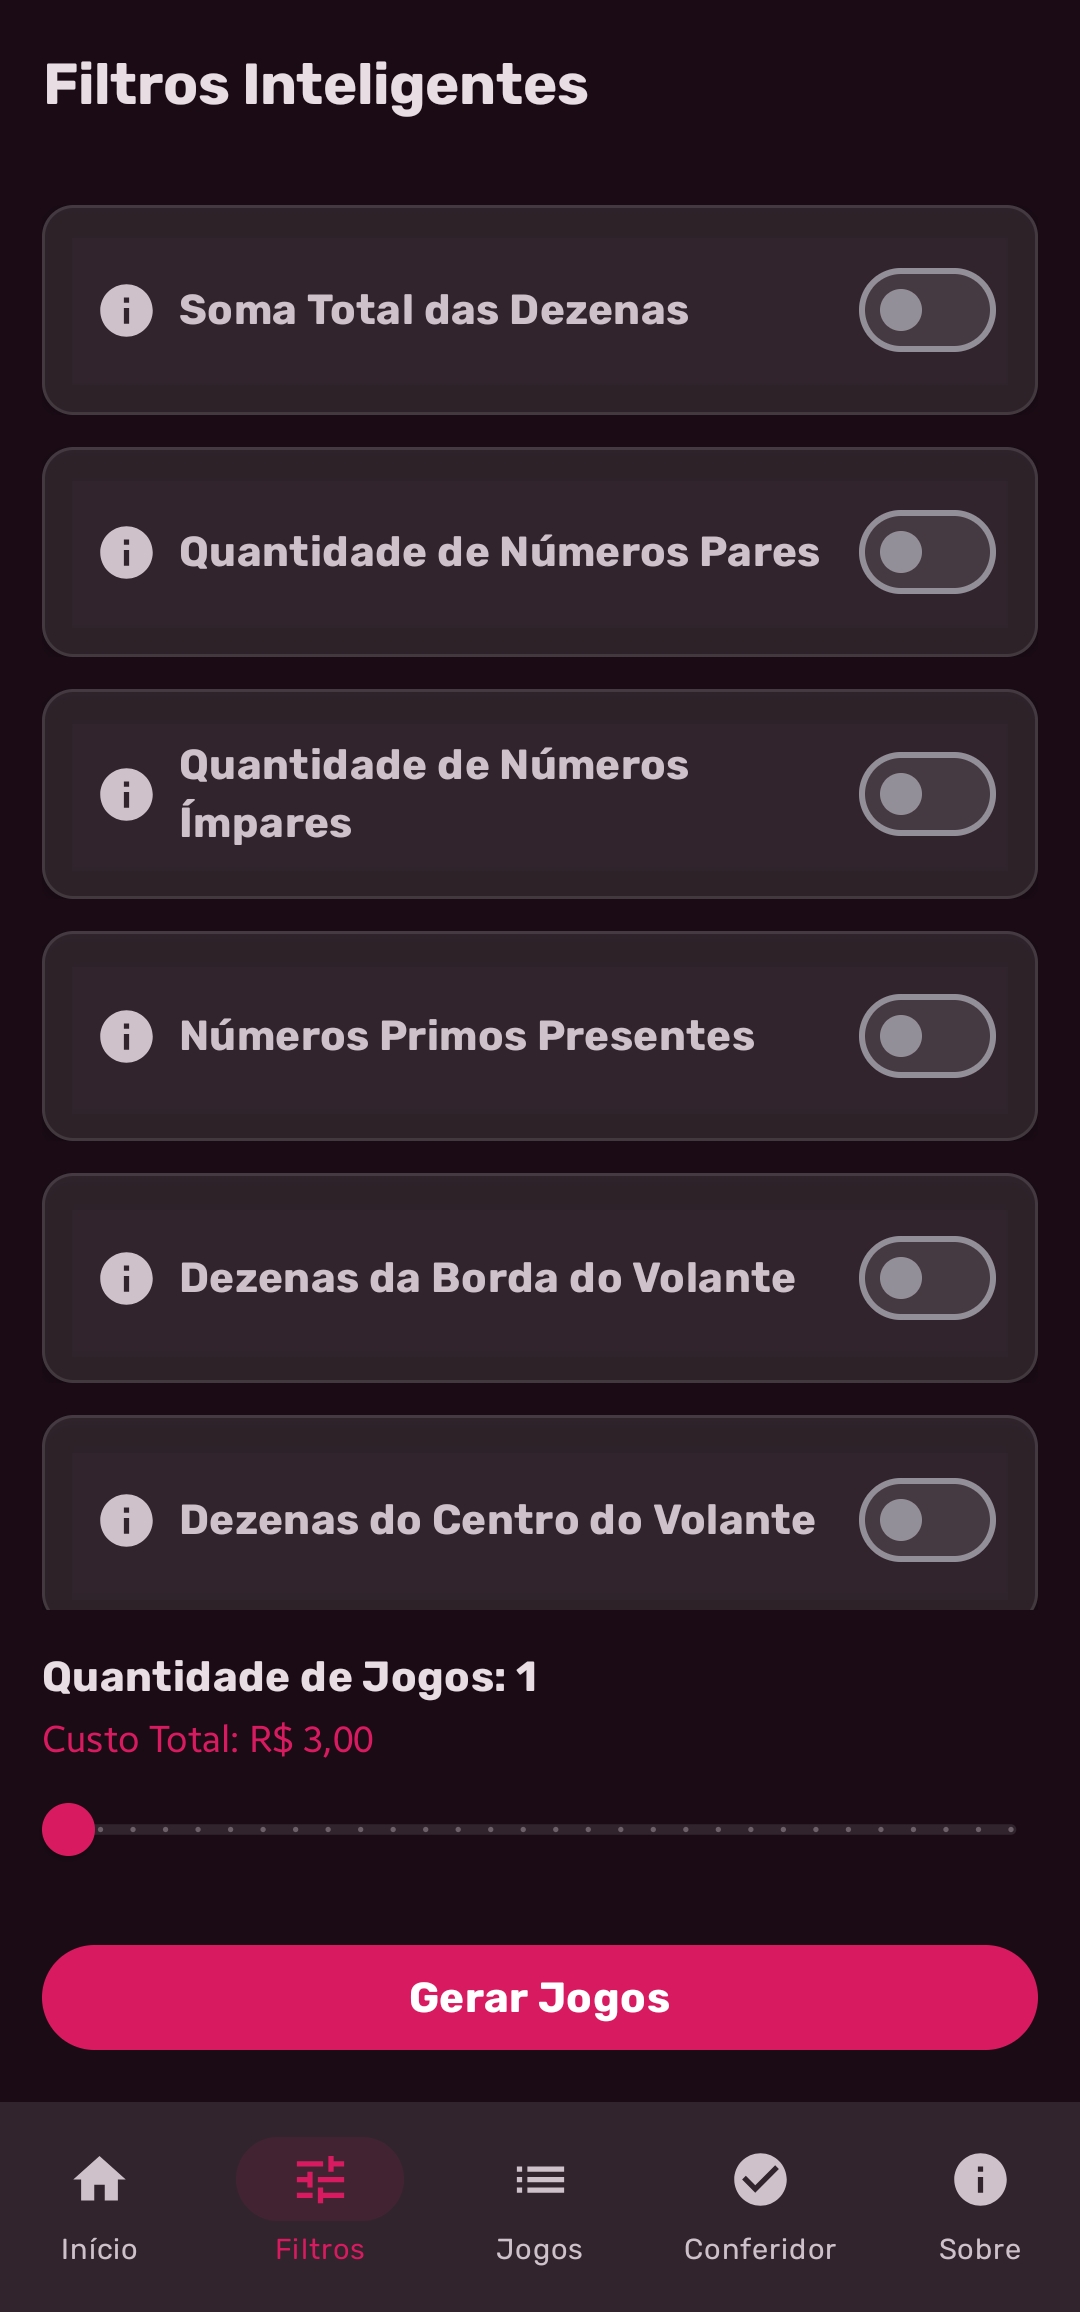 Filtros Inteligentes
Soma Total das Dezenas
Quantidade de Números Pares
Quantidade de Números
Ímpares
Números Primos Presentes
Dezenas da Borda do Volante
Dezenas do Centro do Volante
Quantidade de Jogos: 1
Custo Total: R$ 3,00
Gerar Jogos
Início
Filtros
Jogos
Conferidor
Sobre